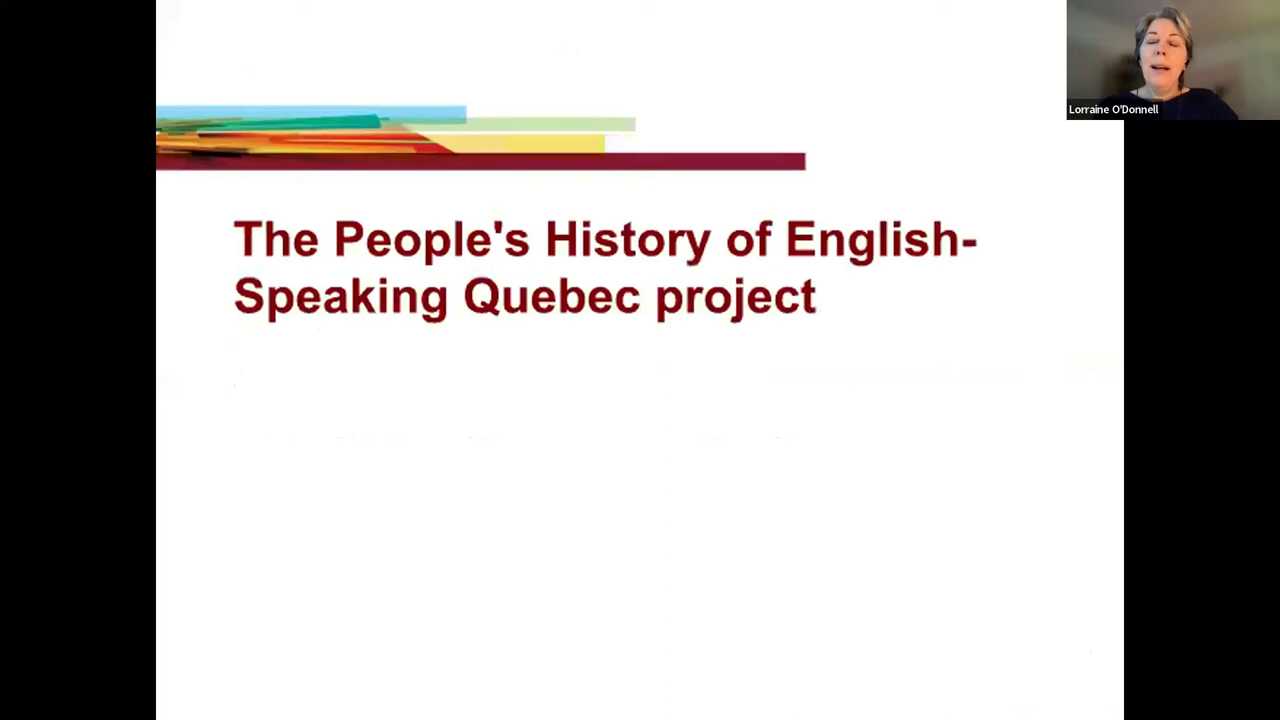 Lorraine O'Donnell
The People's History of English-
Speaking Quebec project